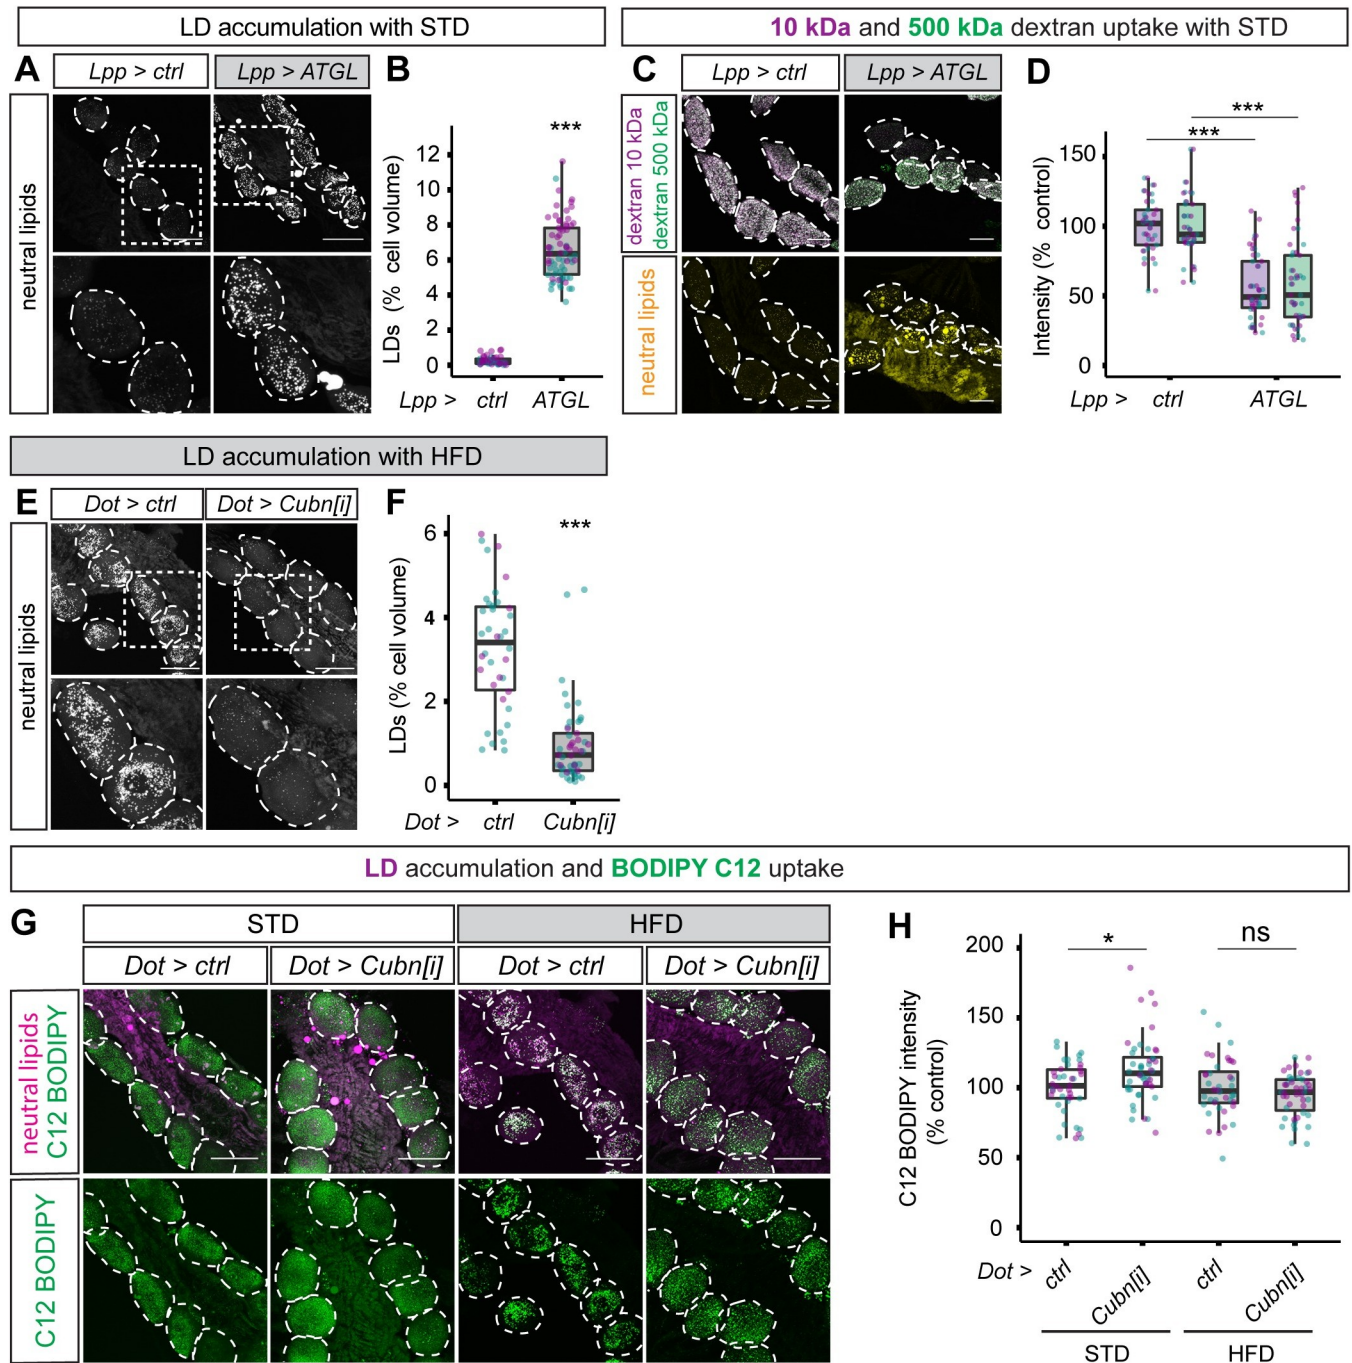 LD accumulation with STD
10 kDa and 500 kDa dextran uptake with STD
A
Lpp > ctrl
Lpp > ATGL
neutral lipids
B
***
LDs (% cell volume)
12
10
8
6
4
2
0
Lpp >
ctrl
ATGL
C
Lpp > ctrl
Lpp > ATGL
dextran 10 kDa
dextran 500 kDa
neutral lipids
D
***
***
Intensity (% control)
150
100
50
0
Lpp >
ctrl
ATGL
LD accumulation with HFD
E
Dot > ctrl
Dot > Cubn[i]
neutral lipids
F
***
LDs (% cell volume)
6
4
2
0
Dot >
ctrl
Cubn[i]
LD accumulation and BODIPY C12 uptake
G
STD
HFD
Dot > ctrl
Dot > Cubn[i]
Dot > ctrl
Dot > Cubn[i]
neutral lipids
C12 BODIPY
C12 BODIPY
H
*
ns
C12 BODIPY intensity
(% control)
200
150
100
50
0
Dot >
ctrl
Cubn[i]
ctrl
Cubn[i]
STD
HFD